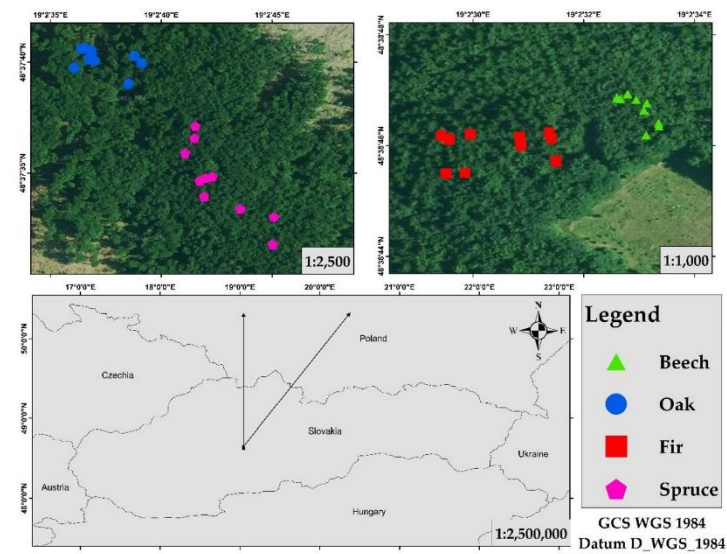 19°2'35"E 19°2'40"E 19°2'45"E
48°37'40"N
48°37'35"N
1:2,500
19°2'30"E 19°2'32"E 19°2'34"E
48°38'48"N
48°38'46"N
48°38'44"N
1:1,000
17°0'0"E 18°0'0"E 19°0'0"E 20°0'0"E 21°0'0"E 22°0'0"E 23°0'0"E
50°0'0"N
49°0'0"N
48°0'0"N
N
W E
S
Poland
Czechia
Slovakia
Ukraine
Austria
Hungary
1:2,500,000
Legend
Beech
Oak
Fir
Spruce
GCS WGS 1984
Datum D_WGS_1984